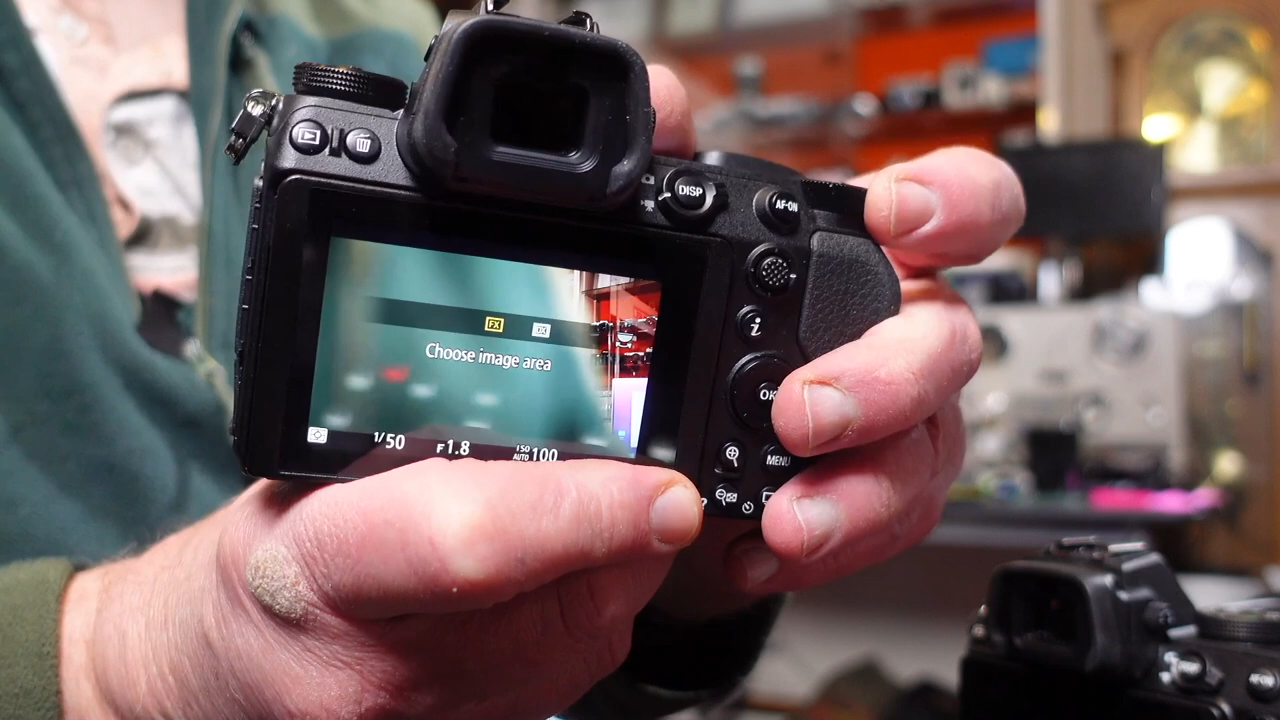 DISP
AF-ON
i
FX DX
Choose image area
OK
1/50 F1.8 ISO AUTO 100
MENU
?